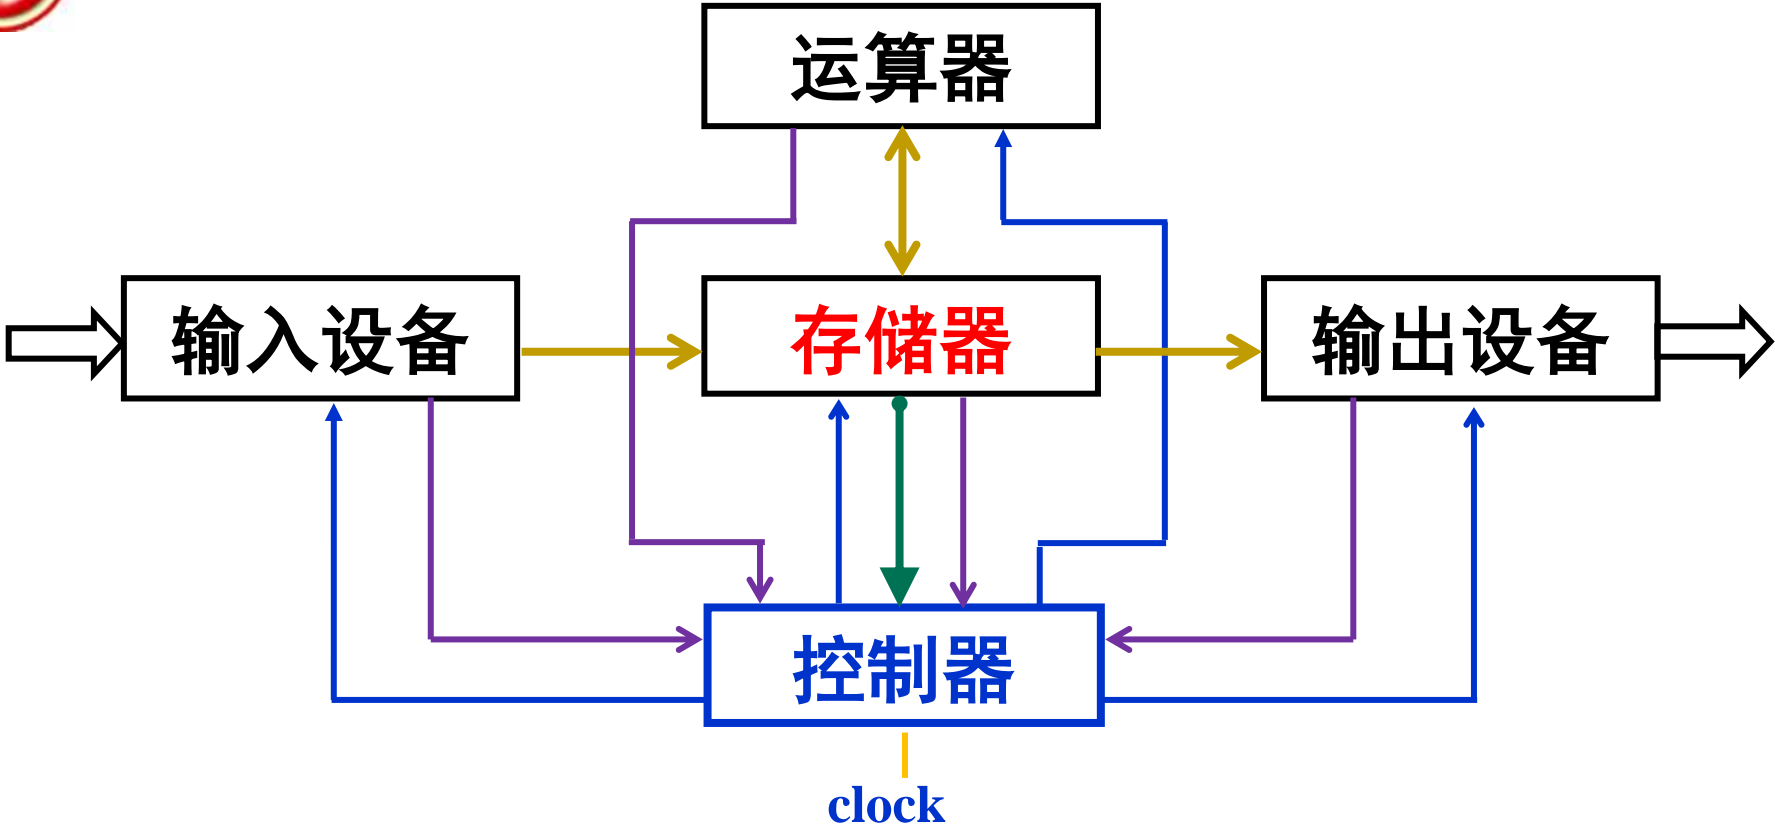 运算器
输入设备
存储器
输出设备
控制器
clock